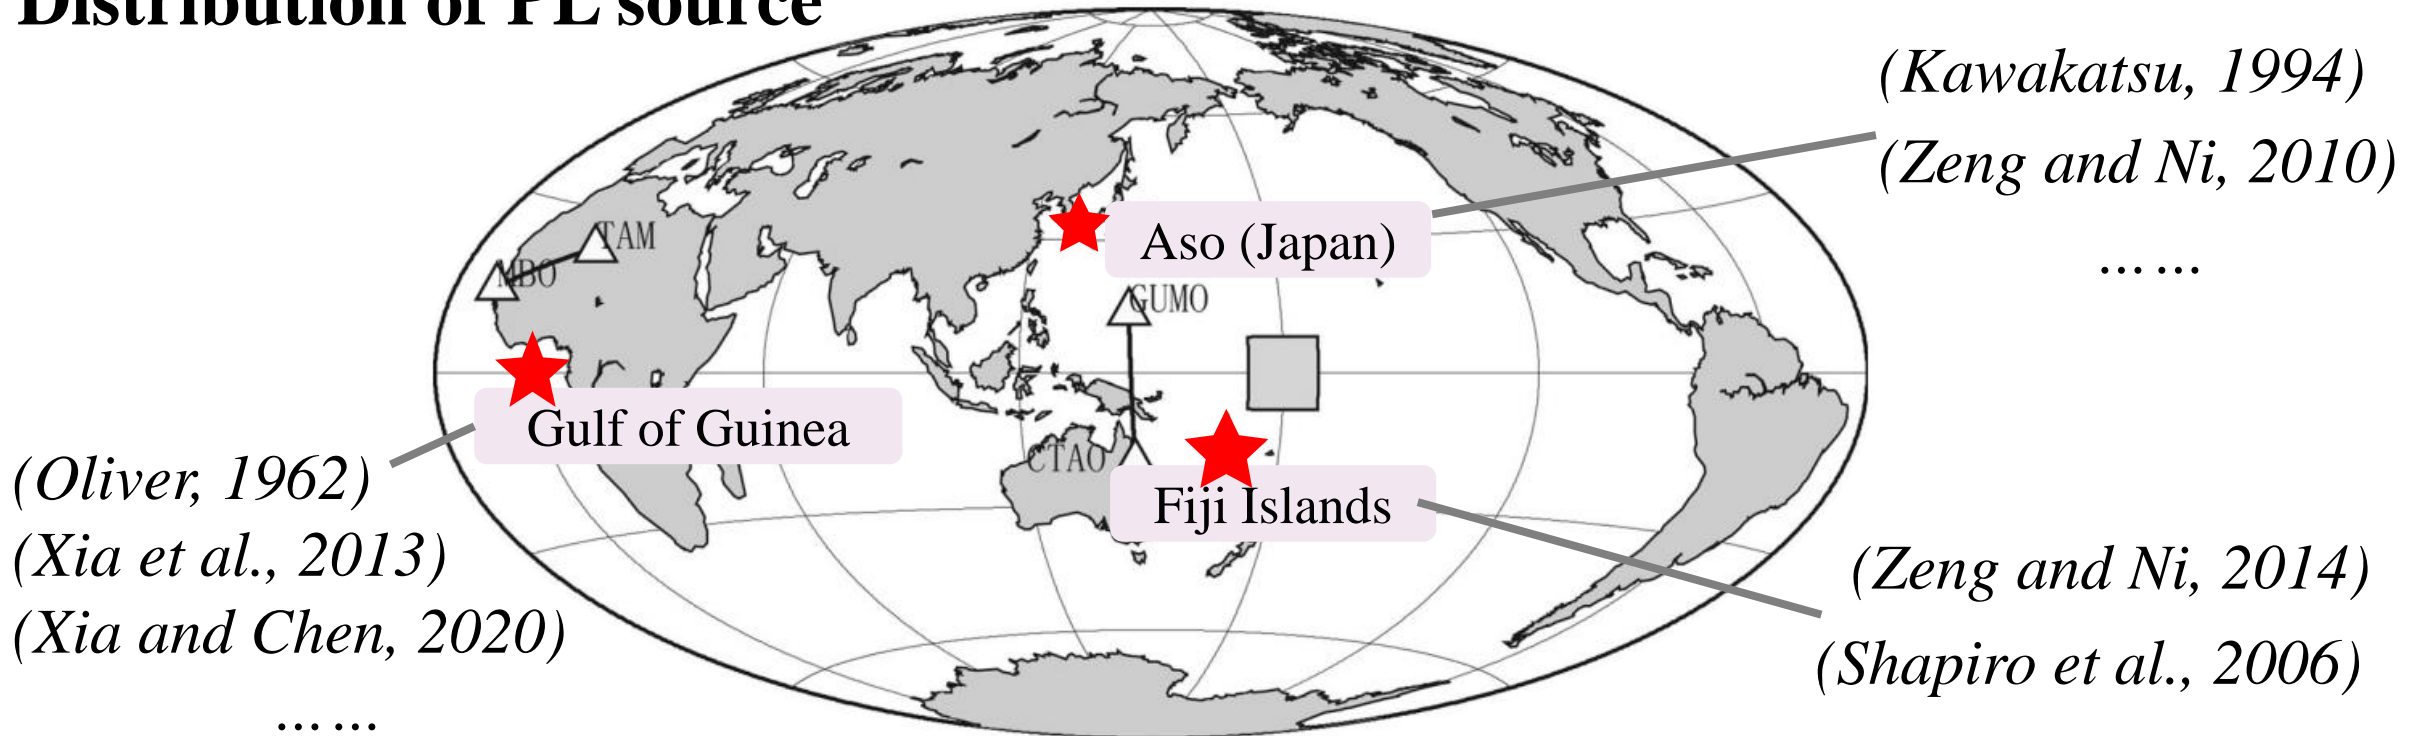 Distribution of PL source
(Kawakatsu, 1994)
(Zeng and Ni, 2010)
... ...
TAM
MBO
Aso (Japan)
GUMO
Gulf of Guinea
CTAO
Fiji Islands
(Oliver, 1962)
(Xia et al., 2013)
(Xia and Chen, 2020)
... ...
(Zeng and Ni, 2014)
(Shapiro et al., 2006)